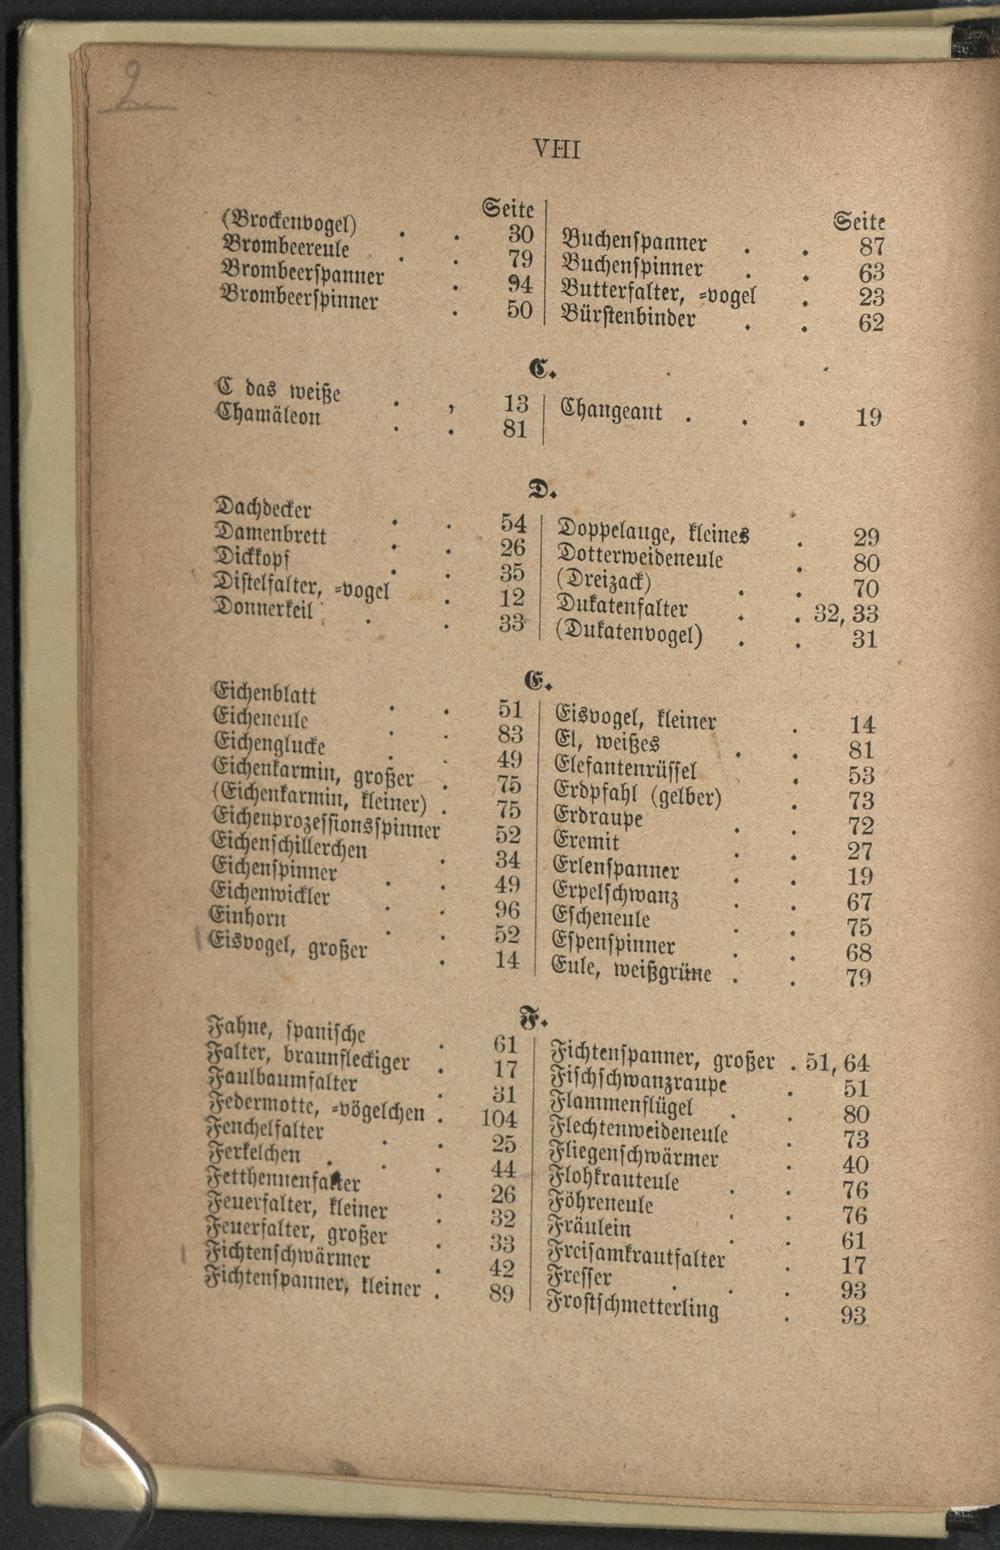 2
VIII
Seite
(Brockenvogel) . . 30
Brombeereule . . 79
Brombeerspanner . 94
Brombeerspinner . 50
Seite
Buchenspanner . . 87
Buchenspinner . . 63
Butterfalter, =vogel . 23
Bürstenbinder . . 62
C.
C das weiße . , 13
Chamäleon . . 81
Changeant . . . 19
D.
Dachdecker . . 54
Damenbrett . . 26
Dickkopf . . 35
Distelfalter, =vogel . 12
Donnerkeil . . 33
Doppelauge, kleines . 29
Dotterweideneule . 80
(Dreizack) . . 70
Dukatenfalter . . 32, 33
(Dukatenvogel) . . 31
E.
Eichenblatt . . 51
Eicheneule . . 83
Eichenglucke . . 49
Eichenkarmin, großer . 75
(Eichenkarmin, kleiner) . 75
Eichenprozessionsspinner 52
Eichenschillerchen . 34
Eichenspinner . . 49
Eichenwickler . . 96
Einhorn . . 52
Eisvogel, großer . 14
Eisvogel, kleiner . 14
El, weißes . . 81
Elefantenrüssel . 53
Erdpfahl (gelber) . 73
Erdraupe . . 72
Eremit . . 27
Erlenspanner . . 19
Erpelschwanz . . 67
Escheneule . . 75
Espenspinner . . 68
Eule, weißgrüne . . 79
F.
Fahne, spanische . 61
Falter, braunfleckiger . 17
Faulbaumfalter . 31
Federmotte, =vögelchen . 104
Fenchelfalter . . 25
Ferkelchen . . . 44
Fetthennenfalter . 26
Feuerfalter, kleiner . 32
Feuerfalter, großer . 33
Fichtenschwärmer . 42
Fichtenspanner, kleiner . 89
Fichtenspanner, großer . 51, 64
Fischschwanzraupe . 51
Flammenflügel . . 80
Flechtenweideneule . 73
Fliegenschwärmer . 40
Flohkrauteule . . 76
Föhreneule . . 76
Fräulein . . 61
Freisamkrautfalter . 17
Fresser . . . 93
Frostschmetterling . 93